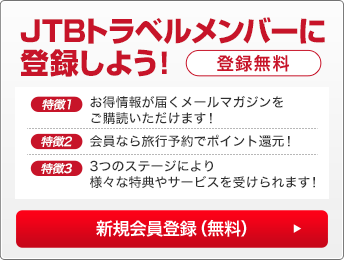 JTBトラベルメンバーに
登録しよう！ 登録無料
特徴1 お得情報が届くメールマガジンを
ご購読いただけます！
特徴2 会員なら旅行予約でポイント還元！
特徴3 3つのステージにより
様々な特典やサービスを受けられます！
新規会員登録（無料）